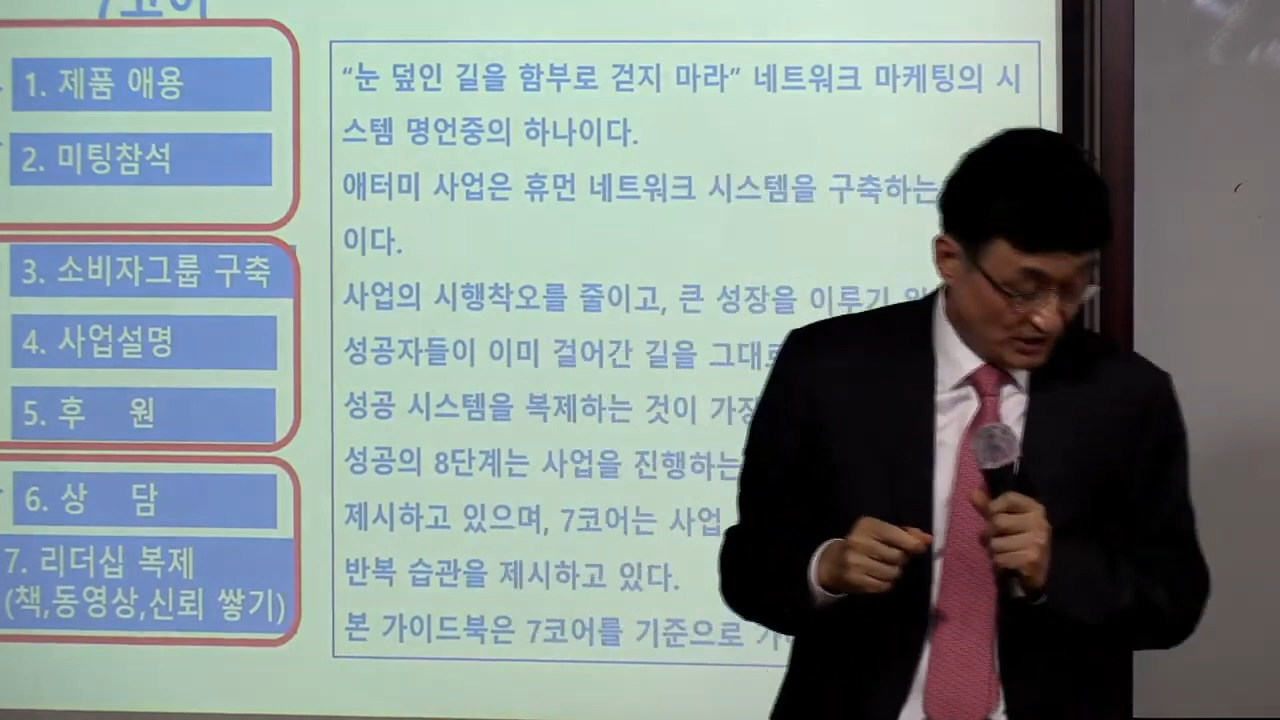 7코어
1. 제품 애용
2. 미팅참석
3. 소비자그룹 구축
4. 사업설명
5. 후 원
6. 상 담
7. 리더십 복제
(책,동영상,신뢰 쌓기)
“눈 덮인 길을 함부로 걷지 마라” 네트워크 마케팅의 시
스템 명언중의 하나이다.
애터미 사업은 휴먼 네트워크 시스템을 구축하는
이다.
사업의 시행착오를 줄이고, 큰 성장을 이루기
성공자들이 이미 걸어간 길을 그대로
성공 시스템을 복제하는 것이 가장
성공의 8단계는 사업을 진행하는
제시하고 있으며, 7코어는 사업
반복 습관을 제시하고 있다.
본 가이드북은 7코어를 기준으로